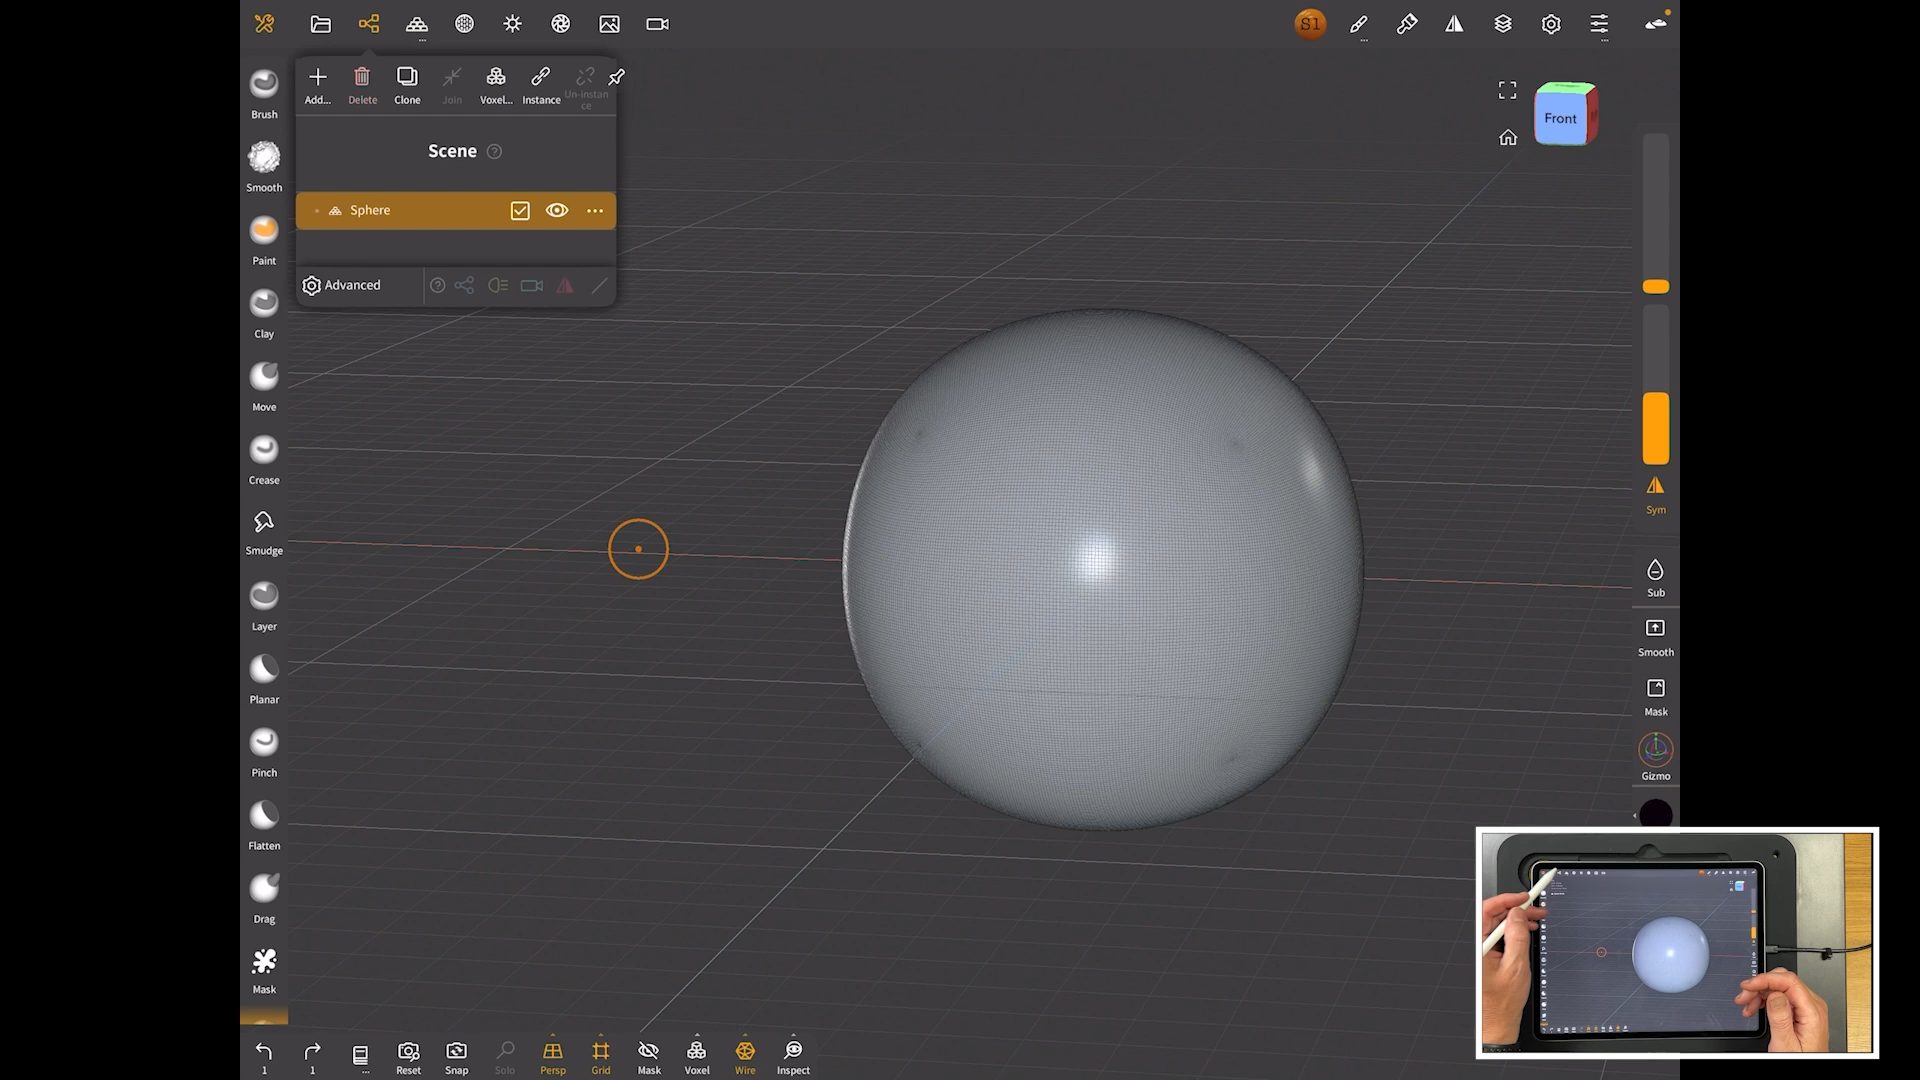 S1
Brush
Smooth
Paint
Clay
Move
Crease
Smudge
Layer
Planar
Pinch
Flatten
Drag
Mask
Add...
Delete
Clone
Join
Voxel...
Instance
Un-instan
ce
Scene
Sphere
Advanced
Front
Sym
Sub
Smooth
Mask
Gizmo
1
1
...
Reset
Snap
Solo
Persp
Grid
Mask
Voxel
Wire
Inspect